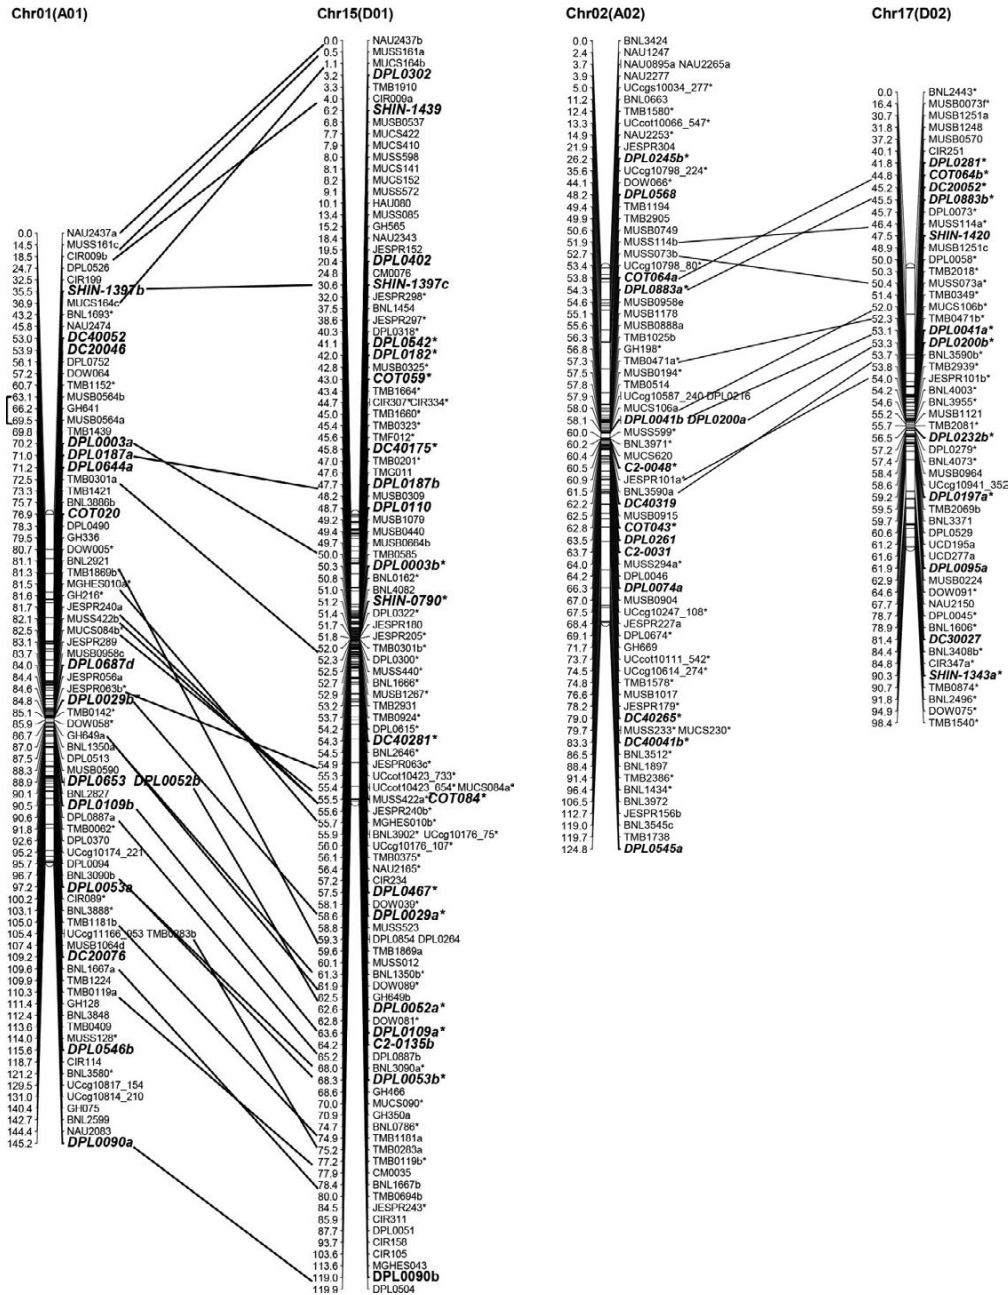 Chr01(A01)
0.0 NAU2437a
14.5 MUSS161c
18.5 CIR009b
24.7 DPL0526
32.5 CIR199
35.5 SHIN-1397b
36.9 MUCS164c
43.2 BNL1693*
45.8 NAU2474
53.0 DC40052
53.9 DC20046
56.1 DPL0752
57.2 DOW064
60.7 TMB1152*
63.1 MUSB0564b
66.2 GH641
69.5 MUSB0564a
69.8 TMB1439
70.2 DPL0003a
71.0 DPL0187a
71.2 DPL0644a
72.5 TMB0301a
73.3 TMB1421
75.7 BNL3886b
76.9 COT020
78.3 DPL0490
79.5 GH336
80.7 DOW005*
81.1 BNL2921
81.3 TMB1869b
81.5 MGHES010a*
81.6 GH216*
81.7 JESPR240a
82.1 MUSS422b
82.5 MUCS084b*
83.1 JESPR289
83.7 MUSB0958c
84.0 DPL0687d
84.4 JESPR056a
84.6 JESPR063b*
84.8 DPL0029b*
85.1 TMB0142*
85.9 DOW058*
86.7 GH649a
87.0 BNL1350a
87.5 DPL0513
88.3 MUSB0590
88.9 DPL0653 DPL0052b
90.1 BNL2827
90.5 DPL0109b
90.6 DPL0887a
91.8 TMB0062*
92.6 DPL0370
95.2 UCcg10174_221
95.7 DPL0094
96.7 BNL3090b
97.2 DPL0053a
100.2 CIR089*
103.1 BNL3888*
105.0 TMB1181b
105.4 UCcg11166_953 TMB0283b
107.4 MUSB1064d
109.2 DC20076
109.6 BNL1667a
109.9 TMB1224
110.3 TMB0119a
111.4 GH128
112.4 BNL3848
113.6 TMB0409
114.0 MUSS128*
115.6 DPL0546b
118.7 CIR114
121.2 BNL3580*
129.5 UCcg10817_154
131.0 UCcg10814_210
140.4 GH075
142.7 BNL2599
144.4 NAU2083
145.2 DPL0090a
Chr15(D01)
0.0 NAU2437b
0.5 MUSS161a
1.1 MUCS164b
3.2 DPL0302
3.3 TMB1910
4.0 CIR009a
6.2 SHIN-1439
6.8 MUSB0537
7.7 MUCS422
7.9 MUCS410
8.0 MUSS598
8.1 MUCS141
8.2 MUCS152
9.1 MUSS572
10.1 HAU080
13.4 MUSS085
15.2 GH565
18.4 NAU2343
19.5 JESPR152
20.4 DPL0402
24.8 CM0076
30.6 SHIN-1397c
32.0 JESPR298*
37.5 BNL1454
38.6 JESPR297*
40.3 DPL0318*
41.1 DPL0542*
42.0 DPL0182*
42.8 MUSB0325*
43.0 COT059*
43.4 TMB1664*
44.7 CIR307*CIR334*
45.0 TMB1660*
45.4 TMB0323*
45.6 TMF012*
45.8 DC40175*
47.0 TMB0201*
47.6 TMG011
47.7 DPL0187b
48.2 MUSB0309
48.7 DPL0110
49.2 MUSB1079
49.4 MUSB0440
49.7 MUSB0664b
50.0 TMB0585
50.3 DPL0003b*
50.8 BNL0162*
51.0 BNL4082
51.2 SHIN-0790*
51.4 DPL0322*
51.7 JESPR180
51.8 JESPR205*
52.0 TMB0301b*
52.3 DPL0300*
52.5 MUSS440*
52.7 BNL1666*
52.9 MUSB1267*
53.2 TMB2931
53.7 TMB0924*
54.2 DPL0615*
54.3 DC40281*
54.5 BNL2646*
54.9 JESPR063c*
55.3 UCcot10423_733*
55.4 UCcot10423_654*MUCS084a*
55.5 MUSS422a*COT084*
55.6 JESPR240b*
55.7 MGHES010b*
55.9 BNL3902* UCcg10176_75*
56.0 UCcg10176_107*
56.1 TMB0375*
56.4 NAU2165*
57.2 CIR234
57.5 DPL0467*
58.1 DOW039*
58.6 DPL0029a*
58.8 MUSS523
59.3 DPL0854 DPL0264
59.6 TMB1869a
60.1 MUSS012
61.3 BNL1350b*
61.9 DOW089*
62.5 GH649b
62.6 DPL0052a*
62.8 DOW081*
63.6 DPL0109a*
64.2 C2-0135b
65.2 DPL0887b
68.0 BNL3090a*
68.3 DPL0053b*
68.6 GH466
70.0 MUCS090*
70.9 GH350a
74.7 BNL0786*
74.9 TMB1181a
75.2 TMB0283a
77.2 TMB0119b*
77.9 CM0035
78.4 BNL1667b
80.0 TMB0694b
84.5 JESPR243*
85.9 CIR311
87.7 DPL0051
93.7 CIR158
103.6 CIR105
113.6 MGHES043
119.0 DPL0090b
119.9 DPL0504
Chr02(A02)
0.0 BNL3424
2.4 NAU1247
3.7 NAU0895a NAU2265a
3.9 NAU2277
5.0 UCcgs10034_277*
11.2 BNL0663
12.4 TMB1580*
13.3 UCcot10066_547*
14.9 NAU2253*
21.9 JESPR304
26.2 DPL0245b*
35.6 UCcg10798_224*
44.1 DOW066*
48.2 DPL0568
49.4 TMB1194
49.9 TMB2905
50.6 MUSB0749
51.9 MUSS114b
52.7 MUSS073b
53.4 UCcg10798_80*
53.8 COT064a
54.3 DPL0883a*
54.6 MUSB0958e
55.1 MUSB1178
55.6 MUSB0888a
56.3 TMB1025b
56.8 GH198*
57.3 TMB0471a*
57.5 MUSB0194*
57.8 TMB0514
57.9 UCcg10587_240 DPL0216
58.0 MUCS106a
58.1 DPL0041b DPL0200a
60.0 MUSS599*
60.2 BNL3971*
60.4 MUCS620
60.5 C2-0048*
60.9 JESPR101a*
61.5 BNL3590a
62.2 DC40319
62.5 MUSB0915
62.8 COT043*
63.5 DPL0261
63.7 C2-0031
64.0 MUSS294a*
64.2 DPL0046
66.3 DPL0074a
67.0 MUSB0904
67.5 UCcg10247_108*
68.4 JESPR227a
69.1 DPL0674*
71.7 GH669
73.7 UCcot10111_542*
74.5 UCcg10614_274*
74.8 TMB1578*
76.6 MUSB1017
78.2 JESPR179*
79.0 DC40265*
79.7 MUSS233* MUCS230*
83.3 DC40041b*
86.5 BNL3512*
88.4 BNL1897
91.4 TMB2386*
96.4 BNL1434*
106.5 BNL3972
112.7 JESPR156b
119.0 BNL3545c
119.7 TMB1738
124.8 DPL0545a
Chr17(D02)
0.0 BNL2443*
16.4 MUSB0073f*
30.7 MUSB1251a
31.8 MUSB1248
37.2 MUSB0570
40.1 CIR251
41.8 DPL0281*
44.8 COT064b*
45.2 DC20052*
45.5 DPL0883b*
45.7 DPL0073*
46.4 MUSS114a*
47.5 SHIN-1420
48.9 MUSB1251c
50.0 DPL0058*
50.3 TMB2018*
50.4 MUSS073a*
51.4 TMB0349*
52.0 MUCS106b*
52.3 TMB0471b*
53.1 DPL0041a*
53.3 DPL0200b*
53.7 BNL3590b*
53.8 TMB2939*
54.0 JESPR101b*
54.2 BNL4003*
54.6 BNL3955*
55.2 MUSB1121
55.7 TMB2081*
56.5 DPL0232b*
57.2 DPL0279*
57.4 BNL4073*
58.4 MUSB0964
58.6 UCcg10941_352
59.2 DPL0197a*
59.5 TMB2069b
59.7 BNL3371
60.6 DPL0529
61.2 UCD195a
61.6 UCD277a
61.9 DPL0095a
62.9 MUSB0224
64.6 DOW091*
67.7 NAU2150
78.7 DPL0045*
78.9 BNL1606*
81.4 DC30027
84.4 BNL3408b*
84.8 CIR347a*
90.3 SHIN-1343a*
90.7 TMB0874*
91.8 BNL2496*
94.9 DOW075*
98.4 TMB1540*